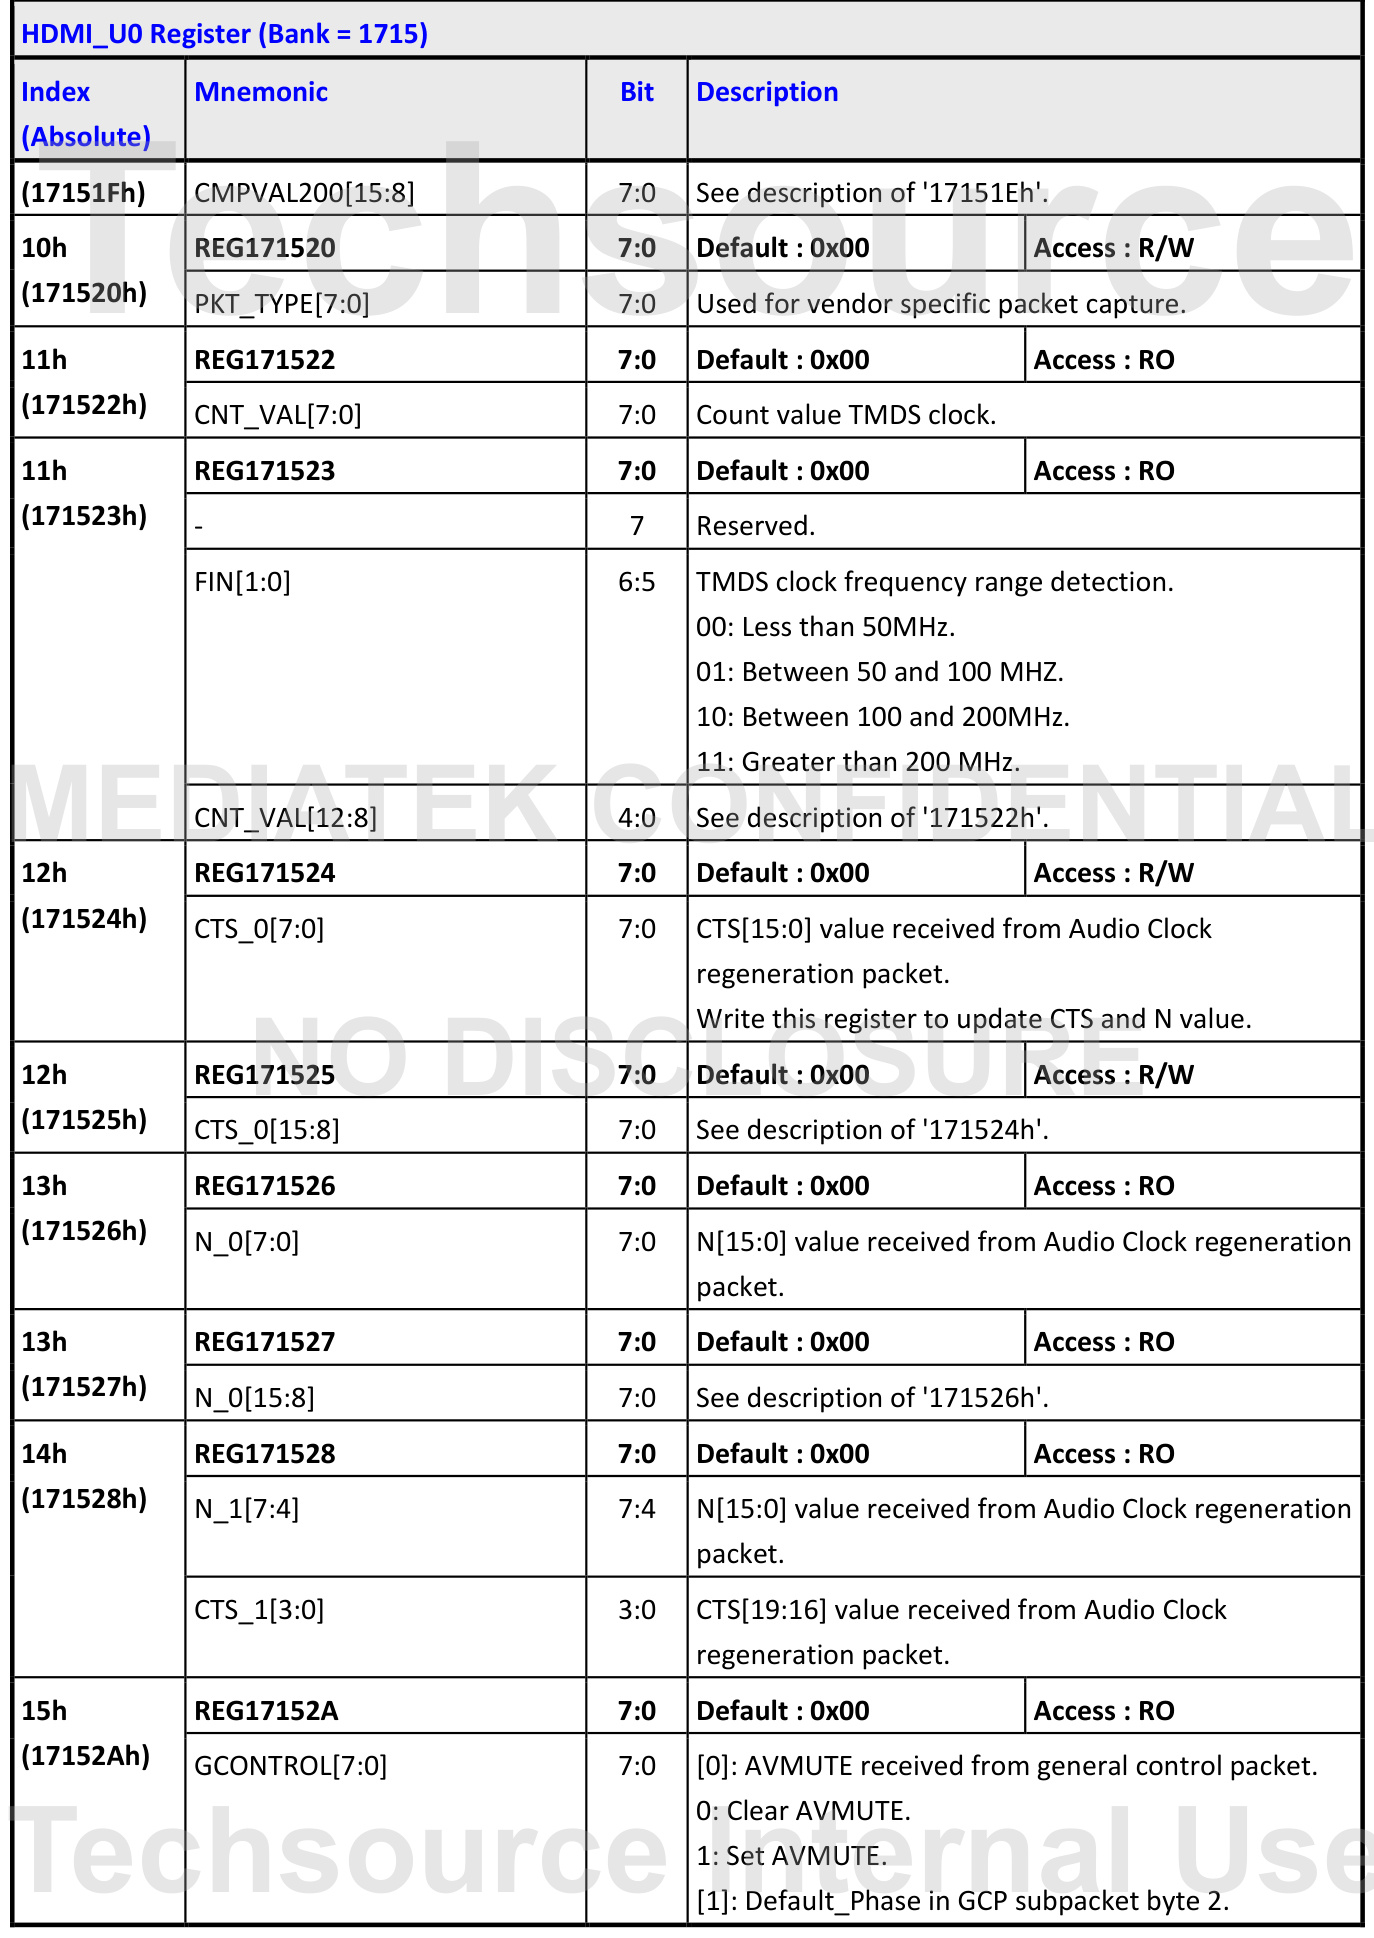 HDMI_U0 Register (Bank = 1715)
Index (Absolute) Mnemonic Bit Description
(17151Fh) CMPVAL200[15:8] 7:0 See description of '17151Eh'.
10h REG171520 7:0 Default : 0x00 Access : R/W
(171520h) PKT_TYPE[7:0] 7:0 Used for vendor specific packet capture.
11h REG171522 7:0 Default : 0x00 Access : RO
(171522h) CNT_VAL[7:0] 7:0 Count value TMDS clock.
11h REG171523 7:0 Default : 0x00 Access : RO
(171523h) - 7 Reserved.
FIN[1:0] 6:5 TMDS clock frequency range detection.
00: Less than 50MHz.
01: Between 50 and 100 MHZ.
10: Between 100 and 200MHz.
11: Greater than 200 MHz.
CNT_VAL[12:8] 4:0 See description of '171522h'.
12h REG171524 7:0 Default : 0x00 Access : R/W
(171524h) CTS_0[7:0] 7:0 CTS[15:0] value received from Audio Clock
regeneration packet.
Write this register to update CTS and N value.
12h REG171525 7:0 Default : 0x00 Access : R/W
(171525h) CTS_0[15:8] 7:0 See description of '171524h'.
13h REG171526 7:0 Default : 0x00 Access : RO
(171526h) N_0[7:0] 7:0 N[15:0] value received from Audio Clock regeneration
packet.
13h REG171527 7:0 Default : 0x00 Access : RO
(171527h) N_0[15:8] 7:0 See description of '171526h'.
14h REG171528 7:0 Default : 0x00 Access : RO
(171528h) N_1[7:4] 7:4 N[15:0] value received from Audio Clock regeneration
packet.
CTS_1[3:0] 3:0 CTS[19:16] value received from Audio Clock
regeneration packet.
15h REG17152A 7:0 Default : 0x00 Access : RO
(17152Ah) GCONTROL[7:0] 7:0 [0]: AVMUTE received from general control packet.
0: Clear AVMUTE.
1: Set AVMUTE.
[1]: Default_Phase in GCP subpacket byte 2.
Techsource
MEDIATEK CONFIDENTIAL
NO DISCLOSURE
Techsource Internal Use